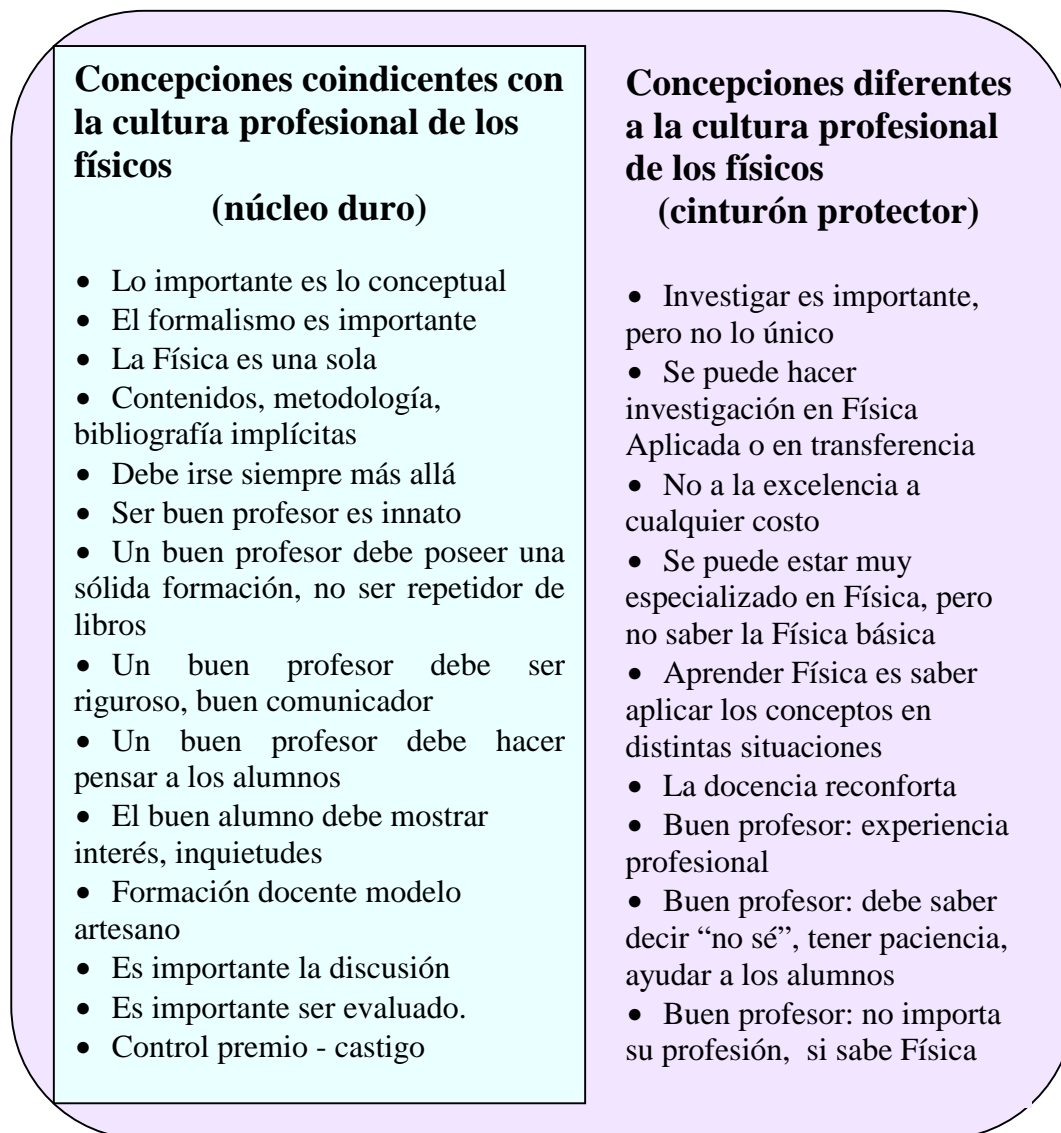 Concepciones coindicentes con
la cultura profesional de los
físicos
(núcleo duro)
• Lo importante es lo conceptual
• El formalismo es importante
• La Física es una sola
• Contenidos, metodología,
bibliografía implícitas
• Debe irse siempre más allá
• Ser buen profesor es innato
• Un buen profesor debe poseer una
sólida formación, no ser repetidor de
libros
• Un buen profesor debe ser
riguroso, buen comunicador
• Un buen profesor debe hacer
pensar a los alumnos
• El buen alumno debe mostrar
interés, inquietudes
• Formación docente modelo
artesano
• Es importante la discusión
• Es importante ser evaluado.
• Control premio - castigo
Concepciones diferentes
a la cultura profesional
de los físicos
(cinturón protector)
• Investigar es importante,
pero no lo único
• Se puede hacer
investigación en Física
Aplicada o en transferencia
• No a la excelencia a
cualquier costo
• Se puede estar muy
especializado en Física, pero
no saber la Física básica
• Aprender Física es saber
aplicar los conceptos en
distintas situaciones
• La docencia reconforta
• Buen profesor: experiencia
profesional
• Buen profesor: debe saber
decir “no sé”, tener paciencia,
ayudar a los alumnos
• Buen profesor: no importa
su profesión, si sabe Física